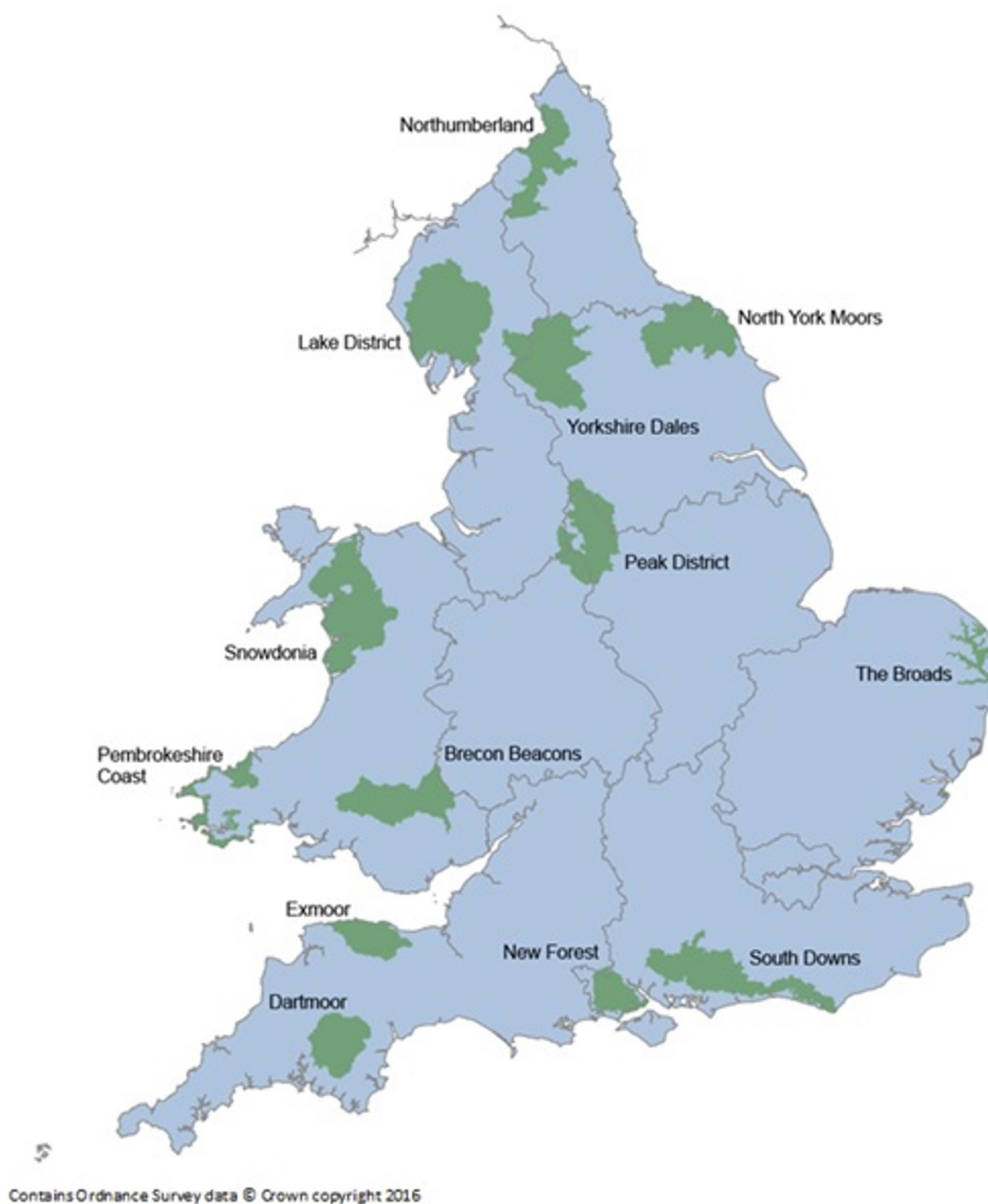 Northumberland
North York Moors
Lake District
Yorkshire Dales
Peak District
Snowdonia
The Broads
Pembrokeshire
Coast
Brecon Beacons
Exmoor
New Forest
South Downs
Dartmoor
Contains Ordnance Survey data © Crown copyright 2016